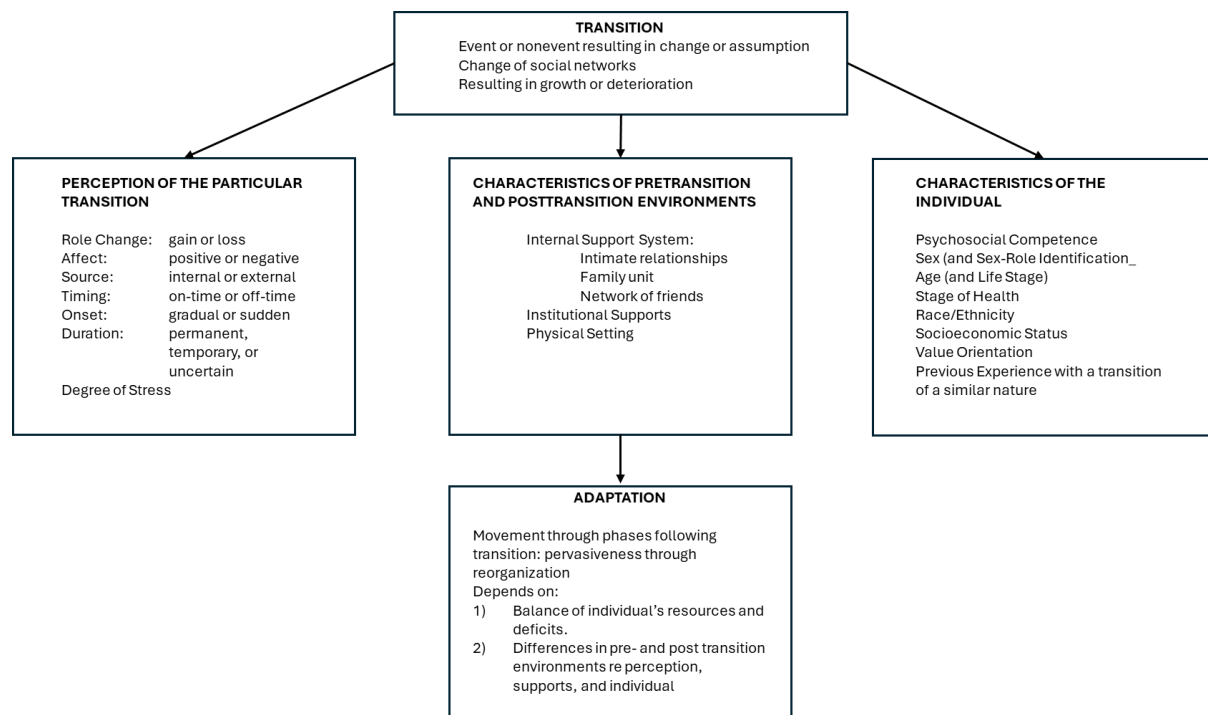 TRANSITION
Event or nonevent resulting in change or assumption
Change of social networks
Resulting in growth or deterioration
PERCEPTION OF THE PARTICULAR
TRANSITION
Role Change: gain or loss
Affect: positive or negative
Source: internal or external
Timing: on-time or off-time
Onset: gradual or sudden
Duration: permanent,
temporary, or
uncertain
Degree of Stress
CHARACTERISTICS OF PRETRANSITION
AND POSTTRANSITION ENVIRONMENTS
Internal Support System:
Intimate relationships
Family unit
Network of friends
Institutional Supports
Physical Setting
CHARACTERISTICS OF THE
INDIVIDUAL
Psychosocial Competence
Sex (and Sex-Role Identification_
Age (and Life Stage)
Stage of Health
Race/Ethnicity
Socioeconomic Status
Value Orientation
Previous Experience with a transition
of a similar nature
ADAPTATION
Movement through phases following
transition: pervasiveness through
reorganization
Depends on:
1) Balance of individual’s resources and
deficits.
2) Differences in pre- and post transition
environments re perception,
supports, and individual